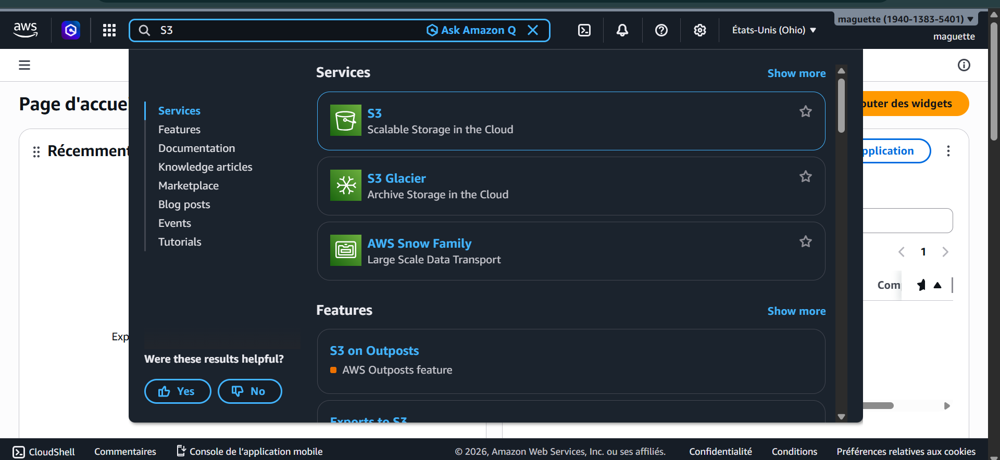 aws
S3
Ask Amazon Q
États-Unis (Ohio)
maguette (1940-1383-5401)
maguette
Page d'accuei
outer des widgets
Récemment
pplication
Services
Show more
Services
Features
Documentation
Knowledge articles
Marketplace
Blog posts
Events
Tutorials
S3
Scalable Storage in the Cloud
S3 Glacier
Archive Storage in the Cloud
AWS Snow Family
Large Scale Data Transport
1
Com
Features
Show more
S3 on Outposts
AWS Outposts feature
Exports to S3
Exp
Were these results helpful?
Yes
No
CloudShell
Commentaires
Console de l’application mobile
© 2026, Amazon Web Services, Inc. ou ses affiliés.
Confidentialité
Conditions
Préférences relatives aux cookies